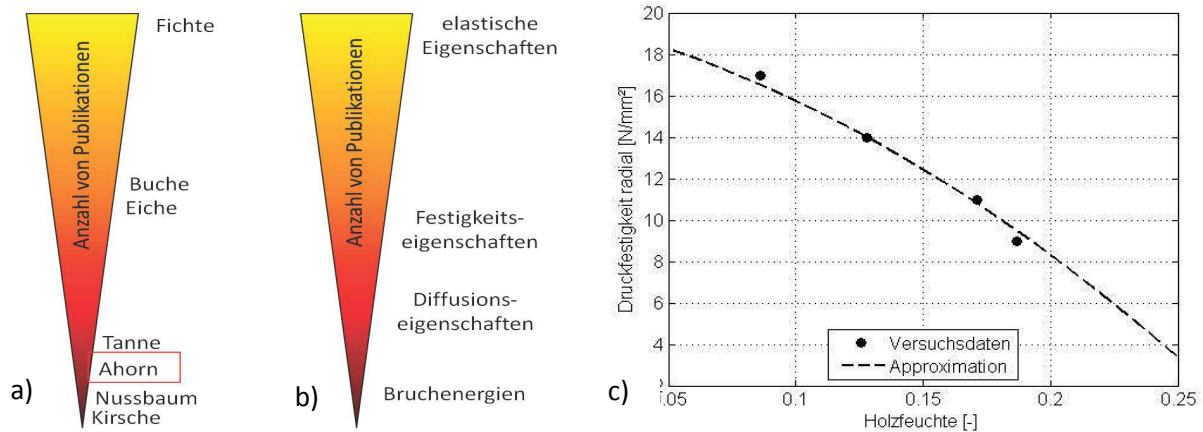 a)
Anzahl von Publikationen
Fichte
Buche
Eiche
Tanne
Ahorn
Nussbaum
Kirsche
b)
Anzahl von Publikationen
elastische
Eigenschaften
Festigkeits-
eigenschaften
Diffusions-
eigenschaften
Bruchenergien
c)
Druckfestigkeit radial [N/mm²]
20
18
16
14
12
10
8
6
4
Versuchsdaten
Approximation
.05
0.1
0.15
0.2
0.25
Holzfeuchte [-]